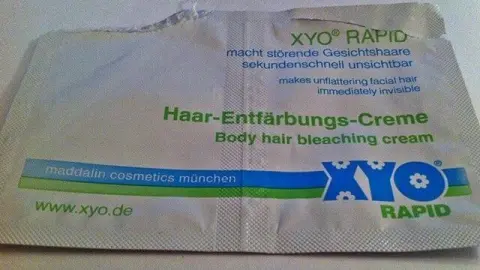 XYO® RAPID
macht störende Gesichtshaare
sekundenschnell unsichtbar
makes unflattering facial hair
immediately invisible
Haar-Entfärbungs-Creme
Body hair bleaching cream
maddalin cosmetics münchen
XYO®
RAPID
www.xyo.de